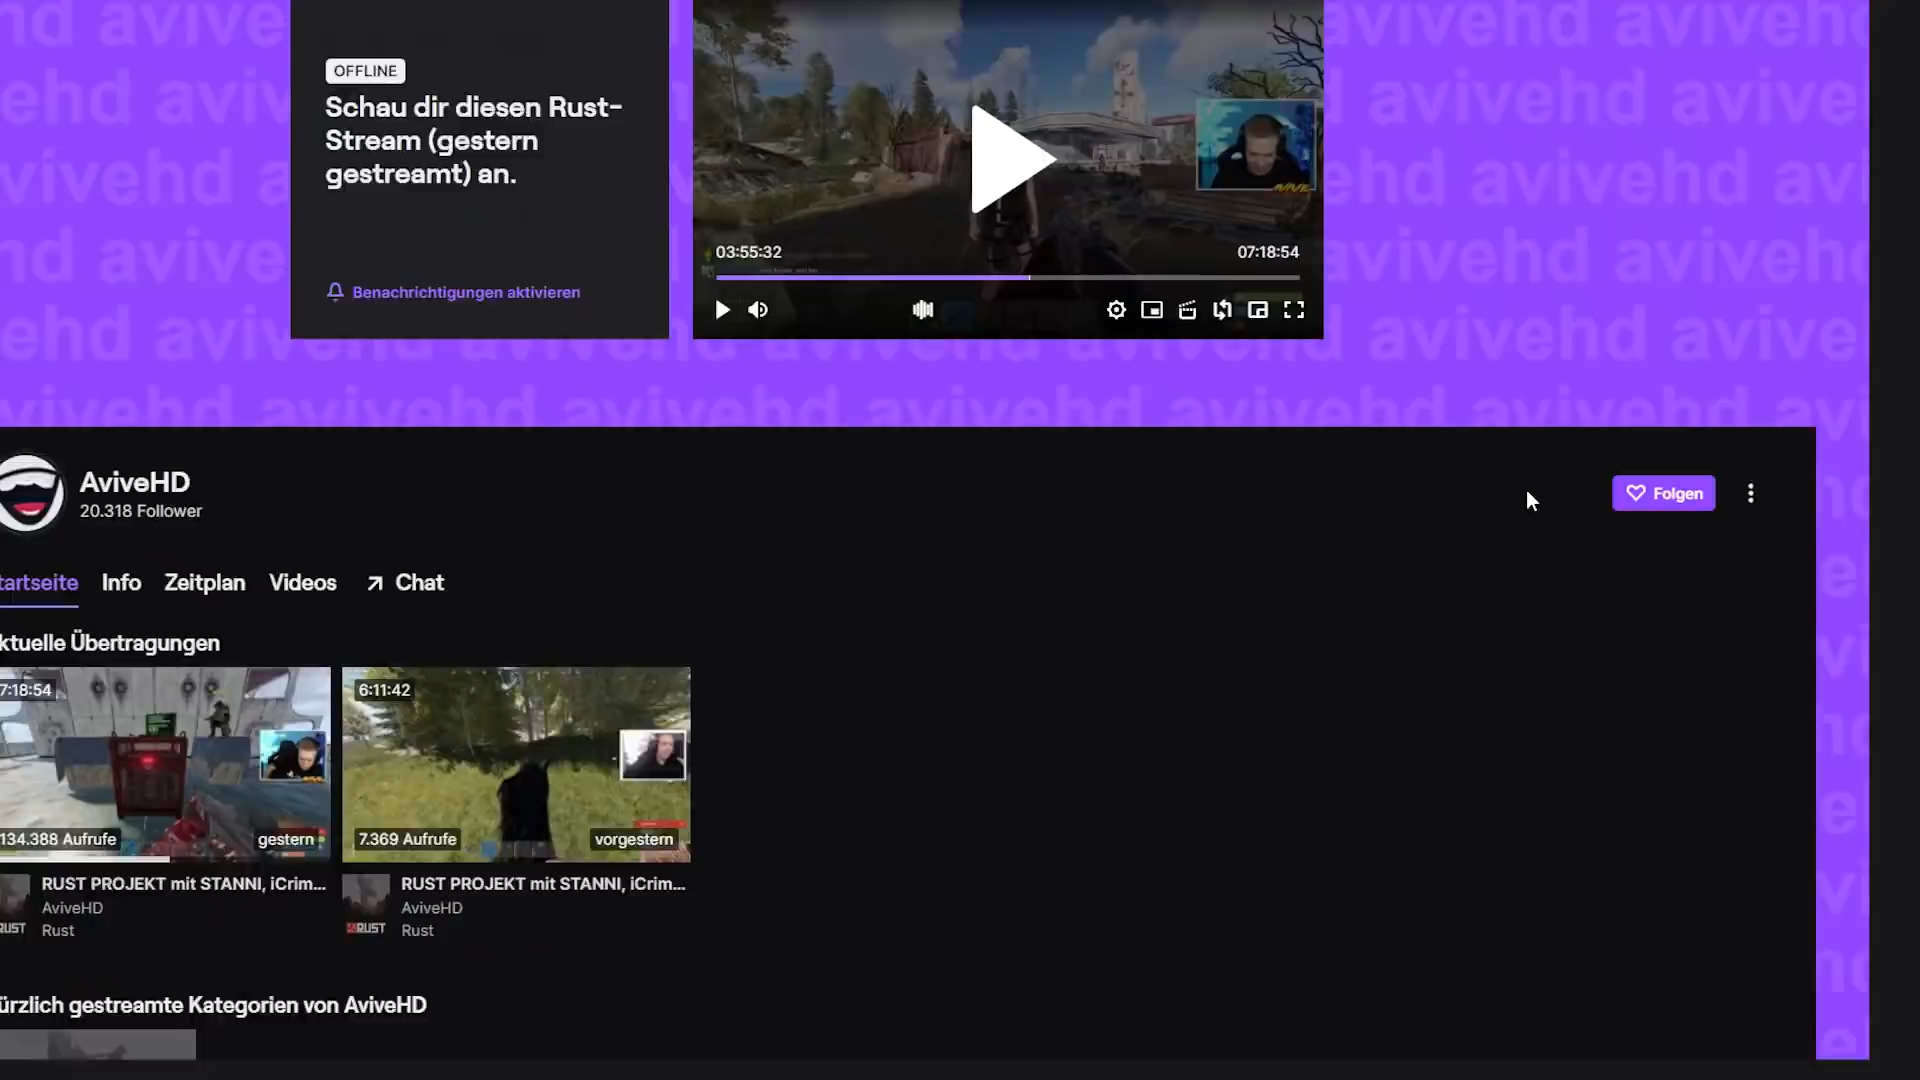 avivehd avivehd
OFFLINE
Schau dir diesen Rust-
Stream (gestern
gestreamt) an.
Benachrichtigungen aktivieren
03:55:32
07:18:54
AviveHD
20.318 Follower
Folgen
tartseite Info Zeitplan Videos Chat
ktuelle Übertragungen
7:18:54
134.388 Aufrufe
gestern
RUST PROJEKT mit STANNI, iCrim...
AviveHD
Rust
6:11:42
7.369 Aufrufe
vorgestern
RUST
RUST PROJEKT mit STANNI, iCrim...
AviveHD
Rust
ürzlich gestreamte Kategorien von AviveHD